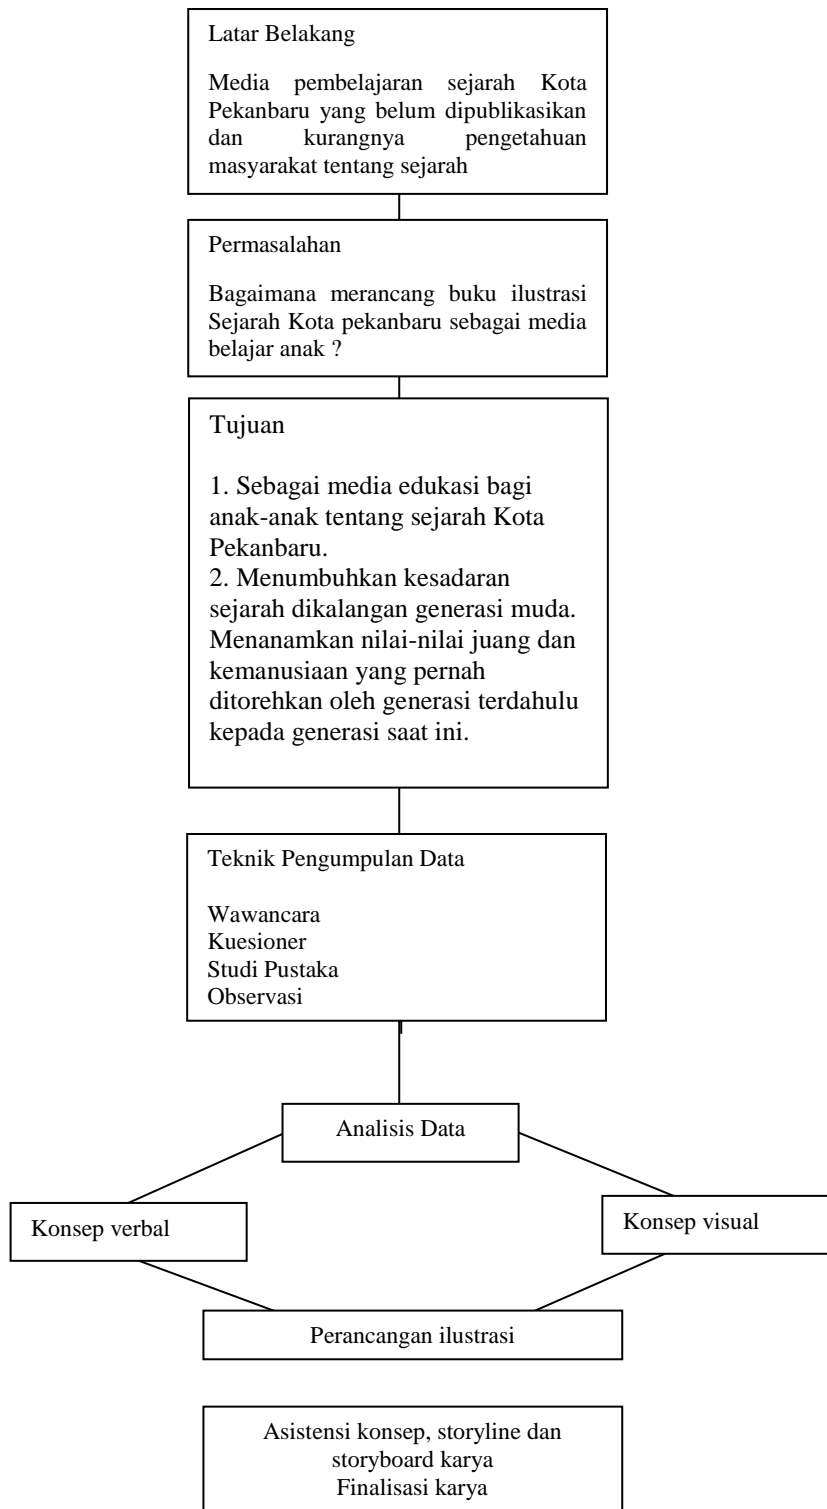 Latar Belakang
Media pembelajaran sejarah Kota
Pekanbaru yang belum dipublikasikan
dan kurangnya pengetahuan
masyarakat tentang sejarah
Permasalahan
Bagaimana merancang buku ilustrasi
Sejarah Kota pekanbaru sebagai media
belajar anak ?
Tujuan
1. Sebagai media edukasi bagi
anak-anak tentang sejarah Kota
Pekanbaru.
2. Menumbuhkan kesadaran
sejarah dikalangan generasi muda.
Menanamkan nilai-nilai juang dan
kemanusiaan yang pernah
ditorehkan oleh generasi terdahulu
kepada generasi saat ini.
Teknik Pengumpulan Data
Wawancara
Kuesioner
Studi Pustaka
Observasi
Analisis Data
Konsep verbal
Konsep visual
Perancangan ilustrasi
Asistensi konsep, storyline dan
storyboard karya
Finalisasi karya